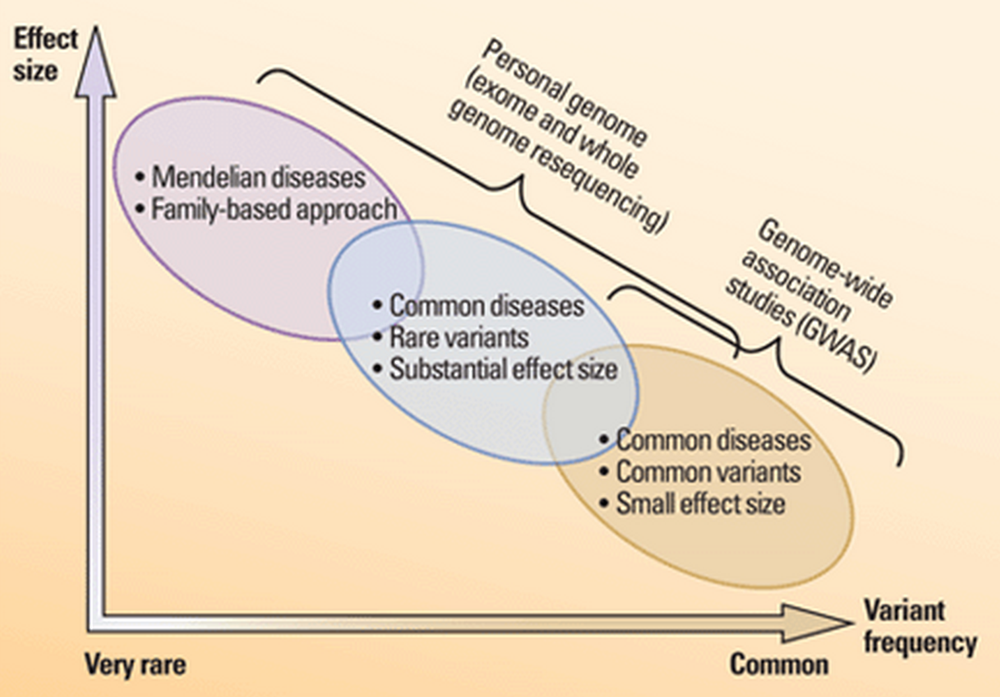 Effect
size
Personal genome
(exome and whole
genome resequencing)
Genome-wide
association
studies (GWAS)
• Mendelian diseases
• Family-based approach
• Common diseases
• Rare variants
• Substantial effect size
• Common diseases
• Common variants
• Small effect size
Variant
frequency
Very rare
Common